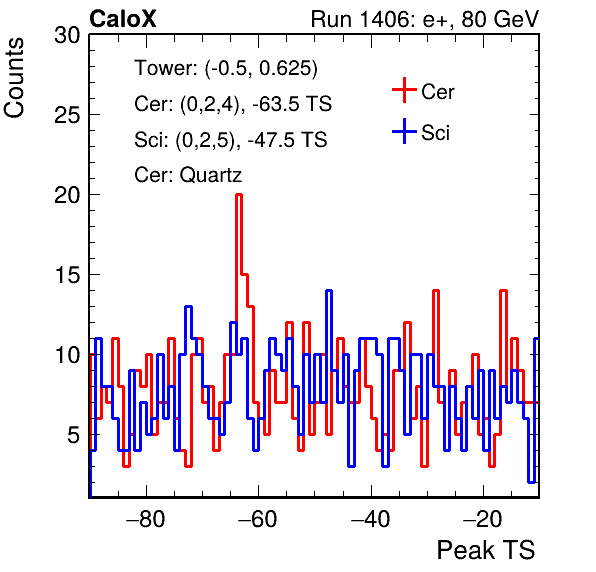 CaloX Run 1406: e+, 80 GeV
Counts
30
25
20
15
10
5
Tower: (-0.5, 0.625)
Cer: (0,2,4), -63.5 TS
Sci: (0,2,5), -47.5 TS
Cer: Quartz
Cer
Sci
−80 −60 −40 −20
Peak TS